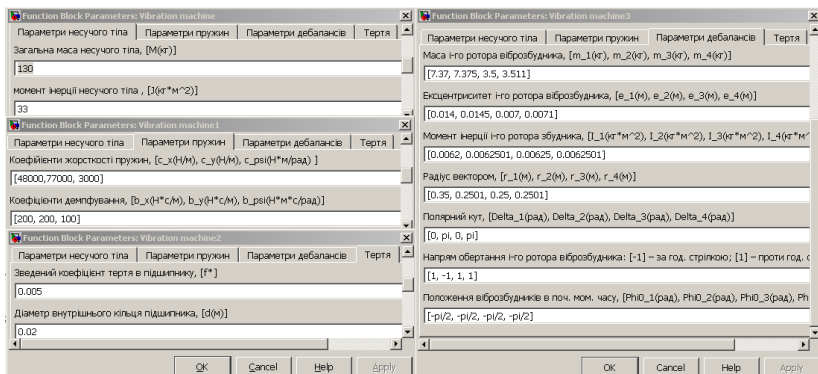 Function Block Parameters: Vibration machine
Параметри несучого тіла Параметри пружин Параметри дебалансів Тертя
Загальна маса несучого тіла, [M(кг)]
130
момент інерції несучого тіла , [J(кг*м^2)]
33
Function Block Parameters: Vibration machine1
Параметри несучого тіла Параметри пружин Параметри дебалансів Тертя
Коефійієнти жорсткості пружин, [c_x(Н/м), c_y(Н/м), c_psi(Н*м/рад) ]
[48000,77000, 3000]
Коефіцієнти демпфування, [b_x(Н*с/м), b_y(Н*с/м), b_psi(Н*м*с/рад)]
[200, 200, 100]
Function Block Parameters: Vibration machine2
Параметри несучого тіла Параметри пружин Параметри дебалансів Тертя
Зведений коефіцієнт тертя в підшипнику, [f*]
0.005
Діаметр внутрішнього кільця підшипника, [d(м)]
0.02
OK Cancel Help Apply
Function Block Parameters: Vibration machine3
Параметри несучого тіла Параметри пружин Параметри дебалансів Тертя
Маса і-го ротора віброзбудника, [m_1(кг), m_2(кг), m_3(кг), m_4(кг)]
[7.37, 7.375, 3.5, 3.511]
Ексцентриситет і-го ротора віброзбудника, [e_1(м), e_2(м), e_3(м), e_4(м)]
[0.014, 0.0145, 0.007, 0.0071]
Момент інерції і-го ротора збудника, [I_1(кг*м^2), I_2(кг*м^2), I_3(кг*м^2), I_4(кг*м^
[0.0062, 0.0062501, 0.00625, 0.0062501]
Радіус вектором, [r_1(м), r_2(м), r_3(м), r_4(м)]
[0.35, 0.2501, 0.25, 0.2501]
Полярний кут, [Delta_1(рад), Delta_2(рад), Delta_3(рад), Delta_4(рад)]
[0, pi, 0, pi]
Напрям обертання і-го ротора віброзбудника: [-1] – за год. стрілкою; [1] – проти год. с
[1, -1, 1, 1]
Положення віброзбудників в поч. мом. часу, [Phi0_1(рад), Phi0_2(рад), Phi0_3(рад), Ph
[-pi/2, -pi/2, -pi/2, -pi/2]
OK Cancel Help Apply